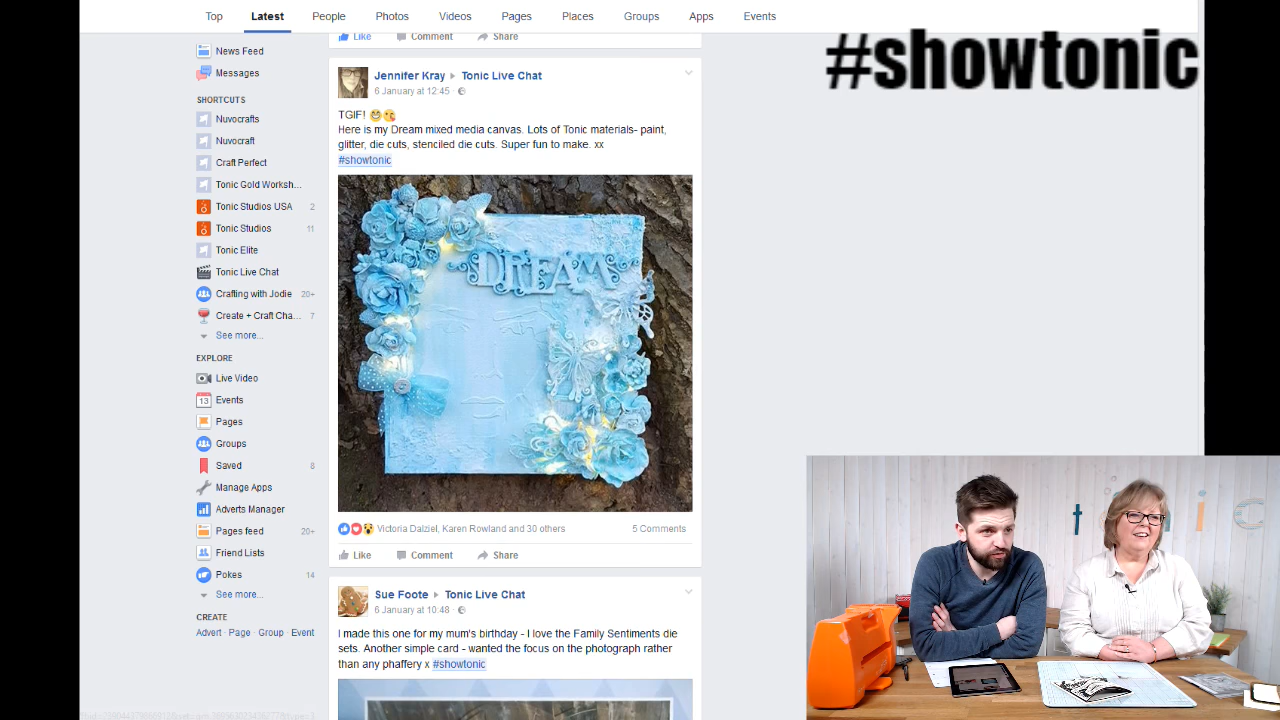 Top Latest People Photos Videos Pages Places Groups Apps Events
#showtonic
News Feed
Messages
SHORTCUTS
Nuvocrafts
Nuvocraft
Craft Perfect
Tonic Gold Worksh...
Tonic Studios USA 2
Tonic Studios 11
Tonic Elite
Tonic Live Chat
Crafting with Jodie 20+
Create + Craft Cha... 7
See more...
EXPLORE
Live Video
13 Events
Pages
Groups
Saved 8
Manage Apps
Adverts Manager
Pages feed 20+
Friend Lists
Pokes 14
See more...
CREATE
Advert · Page · Group · Event
Like Comment Share
Jennifer Kray ▶ Tonic Live Chat
6 January at 12:45 ·
TGIF! 😁😘
Here is my Dream mixed media canvas. Lots of Tonic materials- paint,
glitter, die cuts, stenciled die cuts. Super fun to make. xx
#showtonic
DREAM
Victoria Dalziel, Karen Rowland and 30 others 5 Comments
Like Comment Share
Sue Foote ▶ Tonic Live Chat
6 January at 10:48 ·
I made this one for my mum's birthday - I love the Family Sentiments die
sets. Another simple card - wanted the focus on the photograph rather
than any phaffery x #showtonic
tonic